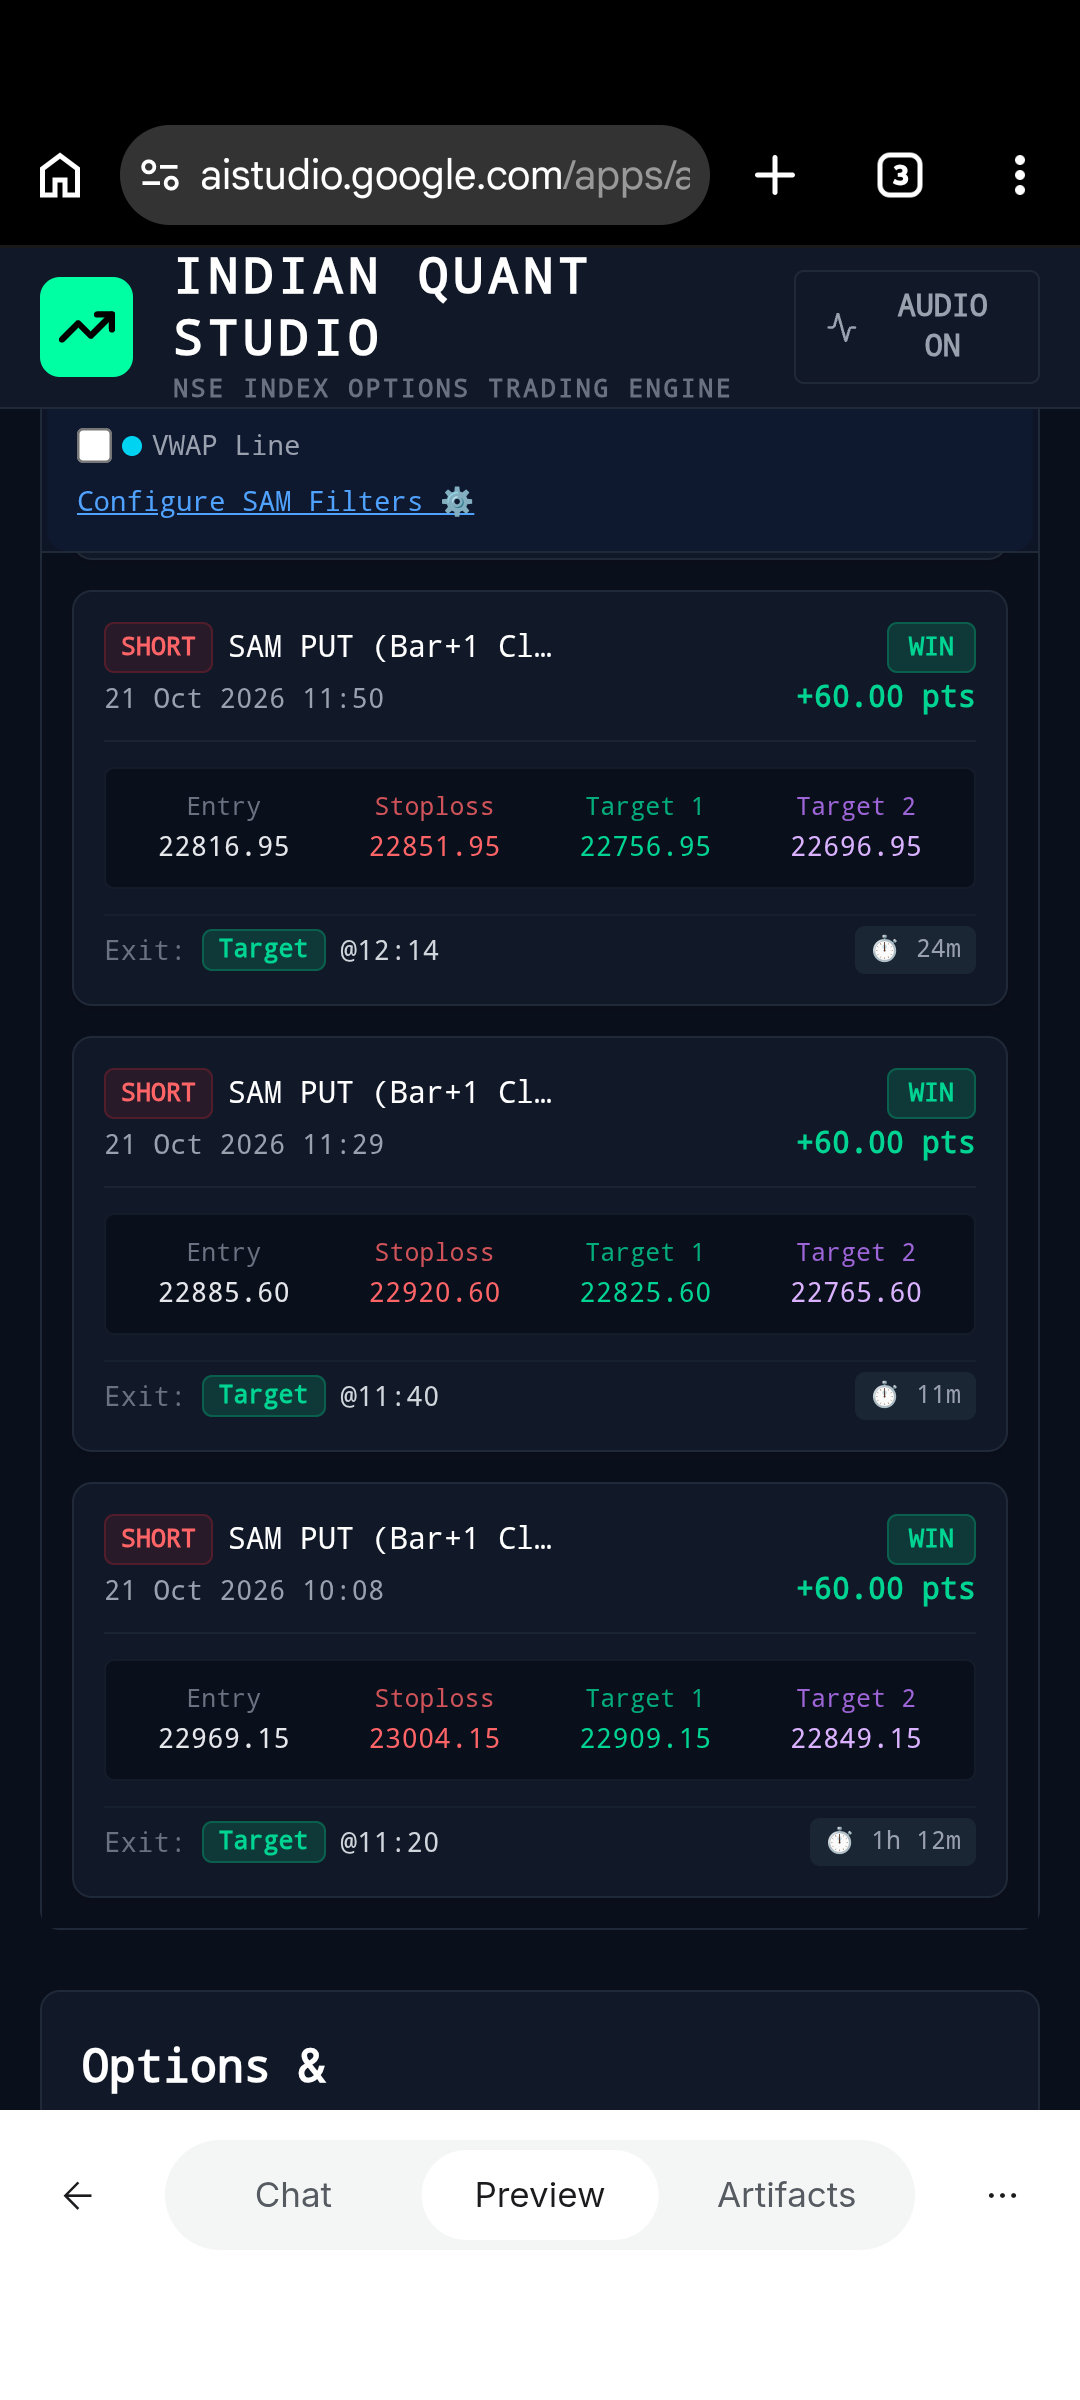 aistudio.google.com/apps/a
3
INDIAN QUANT
STUDIO
NSE INDEX OPTIONS TRADING ENGINE
AUDIO
ON
VWAP Line
Configure SAM Filters ⚙️
SHORT SAM PUT (Bar+1 Cl… WIN
21 Oct 2026 11:50 +60.00 pts
Entry Stoploss Target 1 Target 2
22816.95 22851.95 22756.95 22696.95
Exit: Target @12:14 ⏱️ 24m
SHORT SAM PUT (Bar+1 Cl… WIN
21 Oct 2026 11:29 +60.00 pts
Entry Stoploss Target 1 Target 2
22885.60 22920.60 22825.60 22765.60
Exit: Target @11:40 ⏱️ 11m
SHORT SAM PUT (Bar+1 Cl… WIN
21 Oct 2026 10:08 +60.00 pts
Entry Stoploss Target 1 Target 2
22969.15 23004.15 22909.15 22849.15
Exit: Target @11:20 ⏱️ 1h 12m
Options &
Chat Preview Artifacts